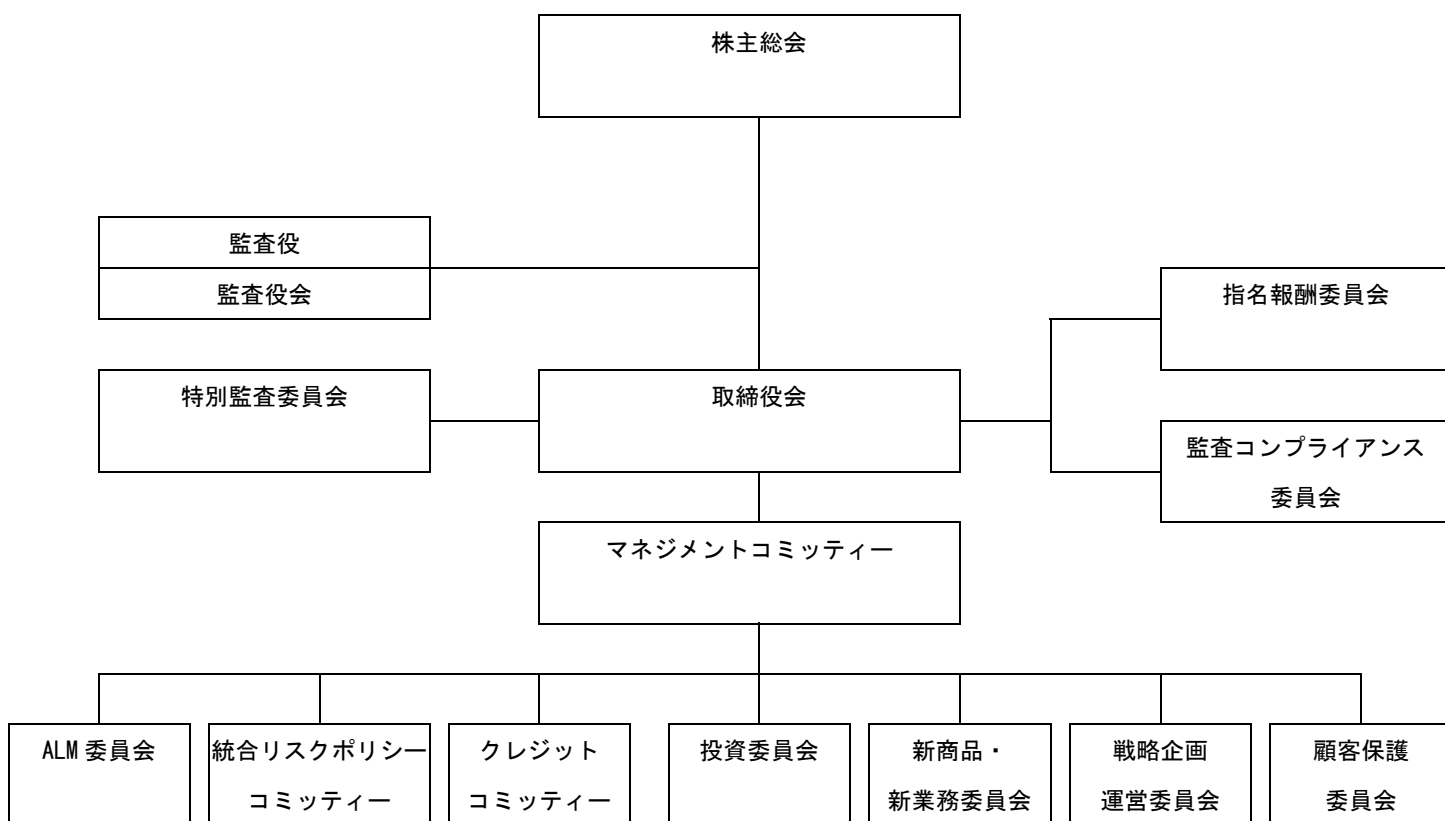 株主総会
監査役
監査役会
指名報酬委員会
特別監査委員会
取締役会
監査コンプライアンス
委員会
マネジメントコミッティー
ALM 委員会
統合リスクポリシー
コミッティー
クレジット
コミッティー
投資委員会
新商品・
新業務委員会
戦略企画
運営委員会
顧客保護
委員会